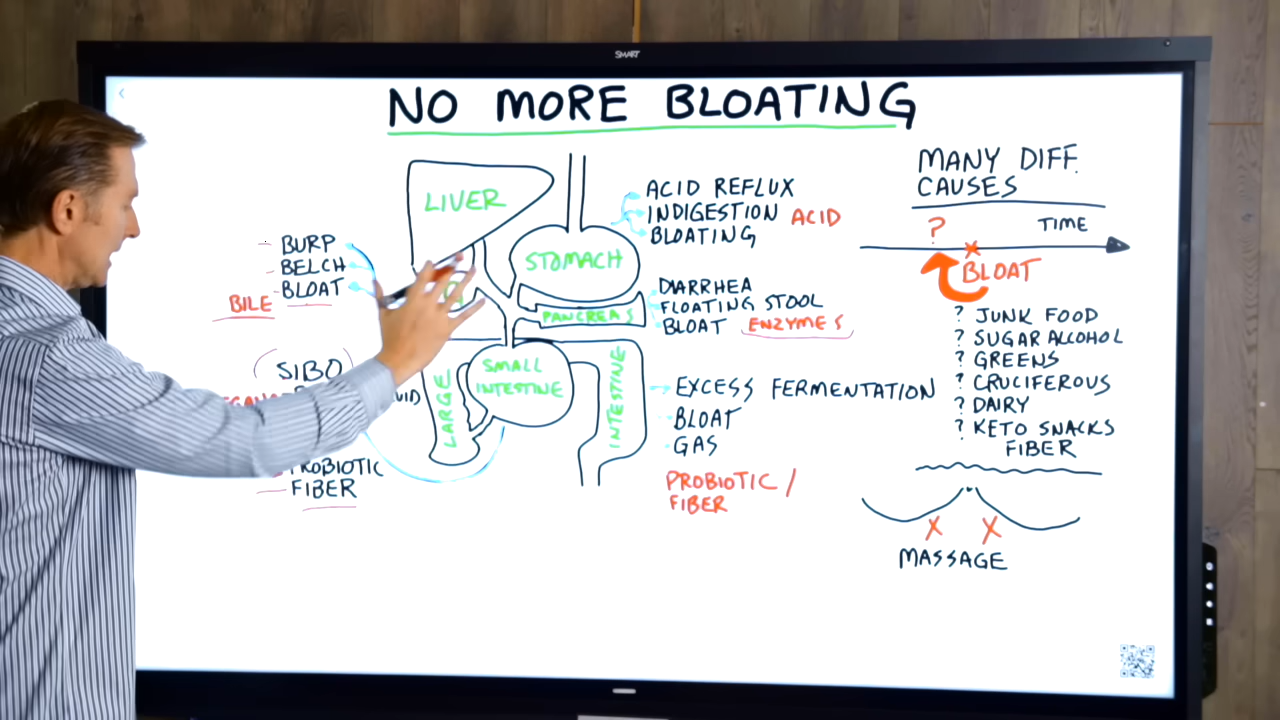 SMART
NO MORE BLOATING
LIVER
STOMACH
PANCREAS
SMALL
INTESTINE
LARGE
INTESTINE
BURP
BELCH
BLOAT
BILE
SIBO
PROBIOTIC
FIBER
ACID REFLUX
INDIGESTION ACID
BLOATING
DIARRHEA
FLOATING STOOL
BLOAT ENZYMES
EXCESS FERMENTATION
BLOAT
GAS
PROBIOTIC /
FIBER
MANY DIFF.
CAUSES
? TIME
X
BLOAT
? JUNK FOOD
? SUGAR ALCOHOL
? GREENS
? CRUCIFEROUS
? DAIRY
? KETO SNACKS
FIBER
X X
MASSAGE